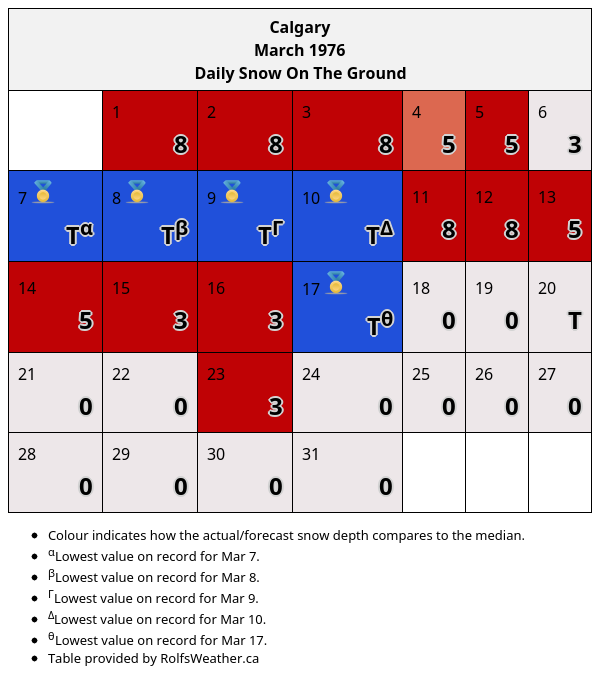 Calgary
March 1976
Daily Snow On The Ground
1 8 2 8 3 8 4 5 5 5 6 3
7 Tα 8 Tβ 9 TΓ 10 TΔ 11 8 12 8 13 5
14 5 15 3 16 3 17 Tθ 18 0 19 0 20 T
21 0 22 0 23 3 24 0 25 0 26 0 27 0
28 0 29 0 30 0 31 0
• Colour indicates how the actual/forecast snow depth compares to the median.
• αLowest value on record for Mar 7.
• βLowest value on record for Mar 8.
• ΓLowest value on record for Mar 9.
• ΔLowest value on record for Mar 10.
• θLowest value on record for Mar 17.
• Table provided by RolfsWeather.ca